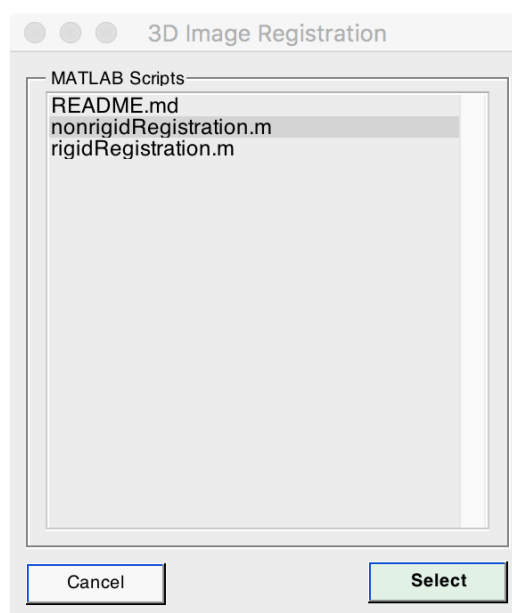 3D Image Registration
MATLAB Scripts
README.md
nonrigidRegistration.m
rigidRegistration.m
Cancel
Select